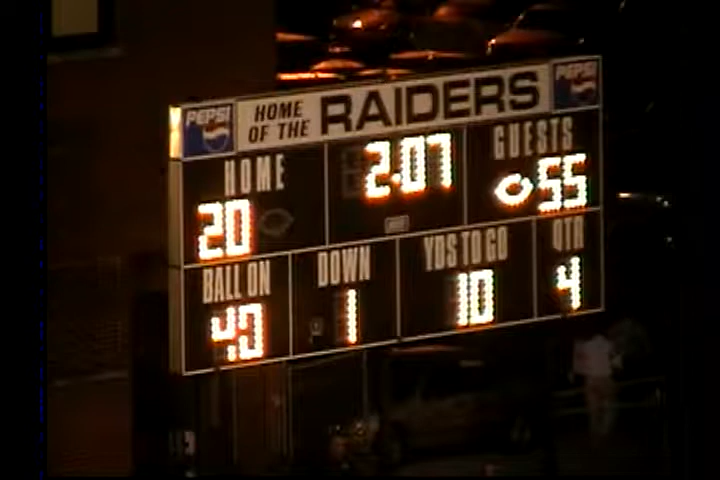 PEPSI
HOME OF THE RAIDERS
PEPSI
HOME 2:07 GUESTS
20 55
BALL ON DOWN YDS TO GO QTR
40 1 10 4